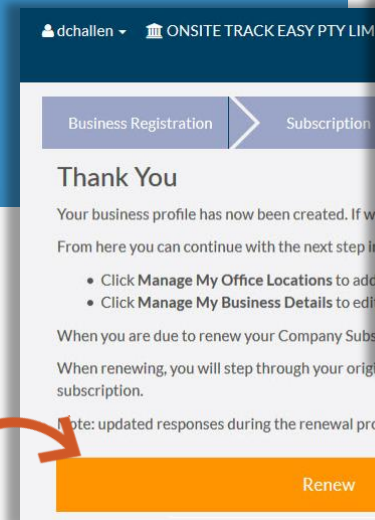 dchallen ONSITE TRACK EASY PTY LIM
Business Registration Subscription
Thank You
Your business profile has now been created. If w
From here you can continue with the next step i
• Click Manage My Office Locations to add
• Click Manage My Business Details to edi
When you are due to renew your Company Subs
When renewing, you will step through your orig
subscription.
Note: updated responses during the renewal pro
Renew